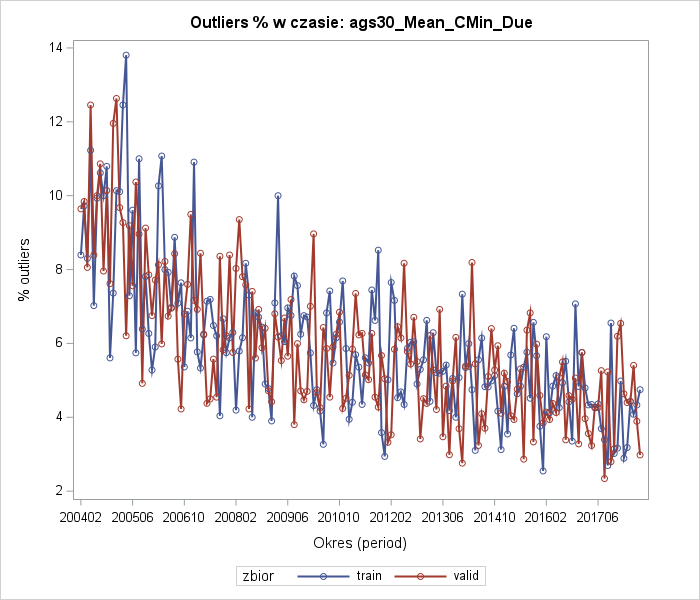 Outliers % w czasie: ags30_Mean_CMin_Due
14
12
10
8
6
4
2
% outliers
200402 200506 200610 200802 200906 201010 201202 201306 201410 201602 201706
Okres (period)
zbior train valid